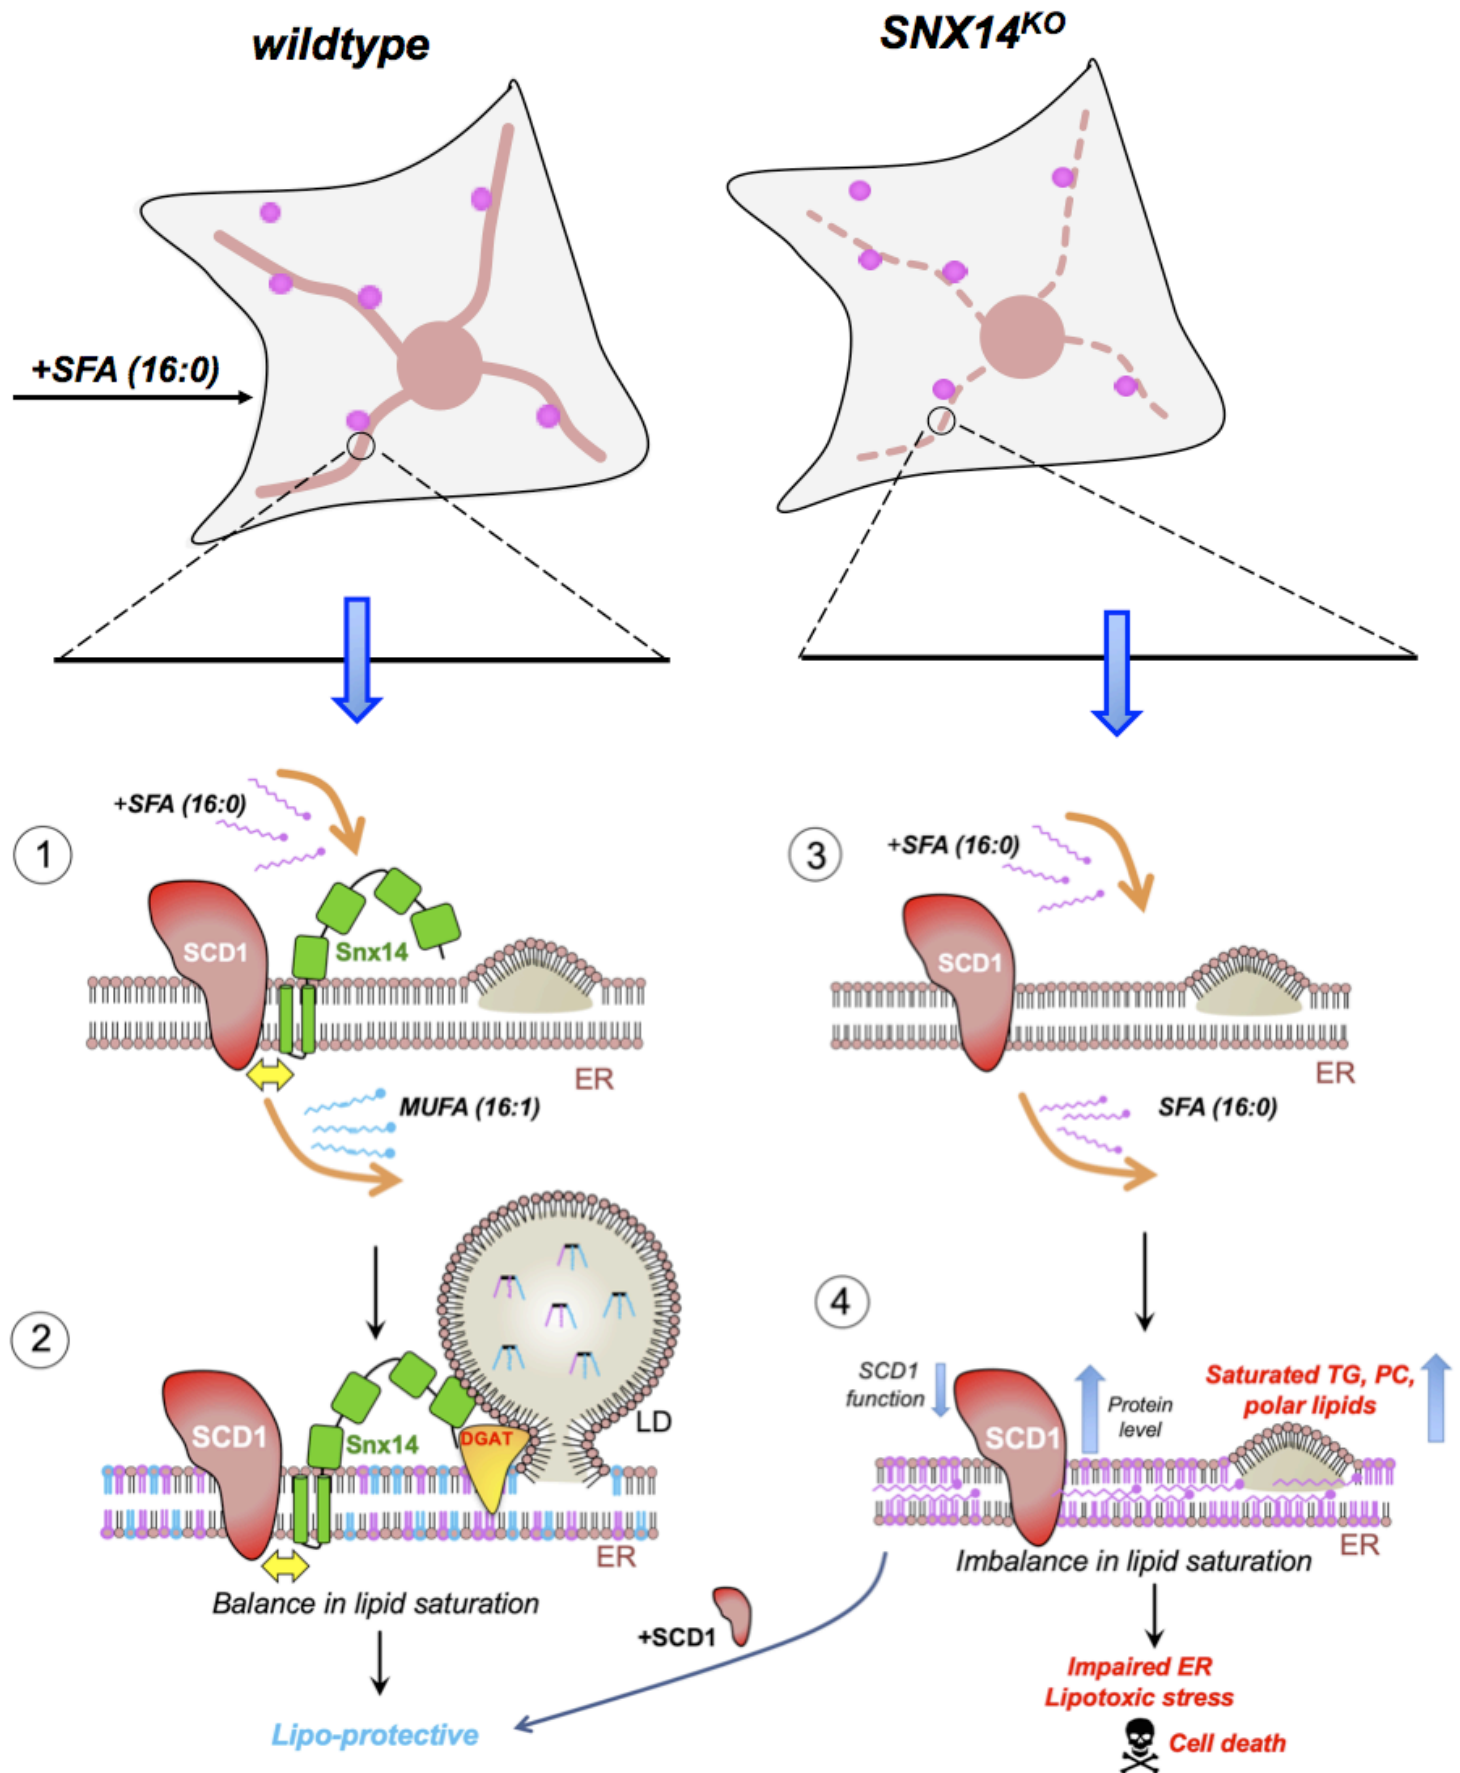 wildtype
SNX14KO
+SFA (16:0)
1
+SFA (16:0)
SCD1
Snx14
ER
MUFA (16:1)
2
SCD1
Snx14
DGAT
LD
ER
Balance in lipid saturation
Lipo-protective
3
+SFA (16:0)
SCD1
ER
SFA (16:0)
4
SCD1
function
SCD1
Protein
level
Saturated TG, PC,
polar lipids
ER
Imbalance in lipid saturation
+SCD1
Impaired ER
Lipotoxic stress
Cell death